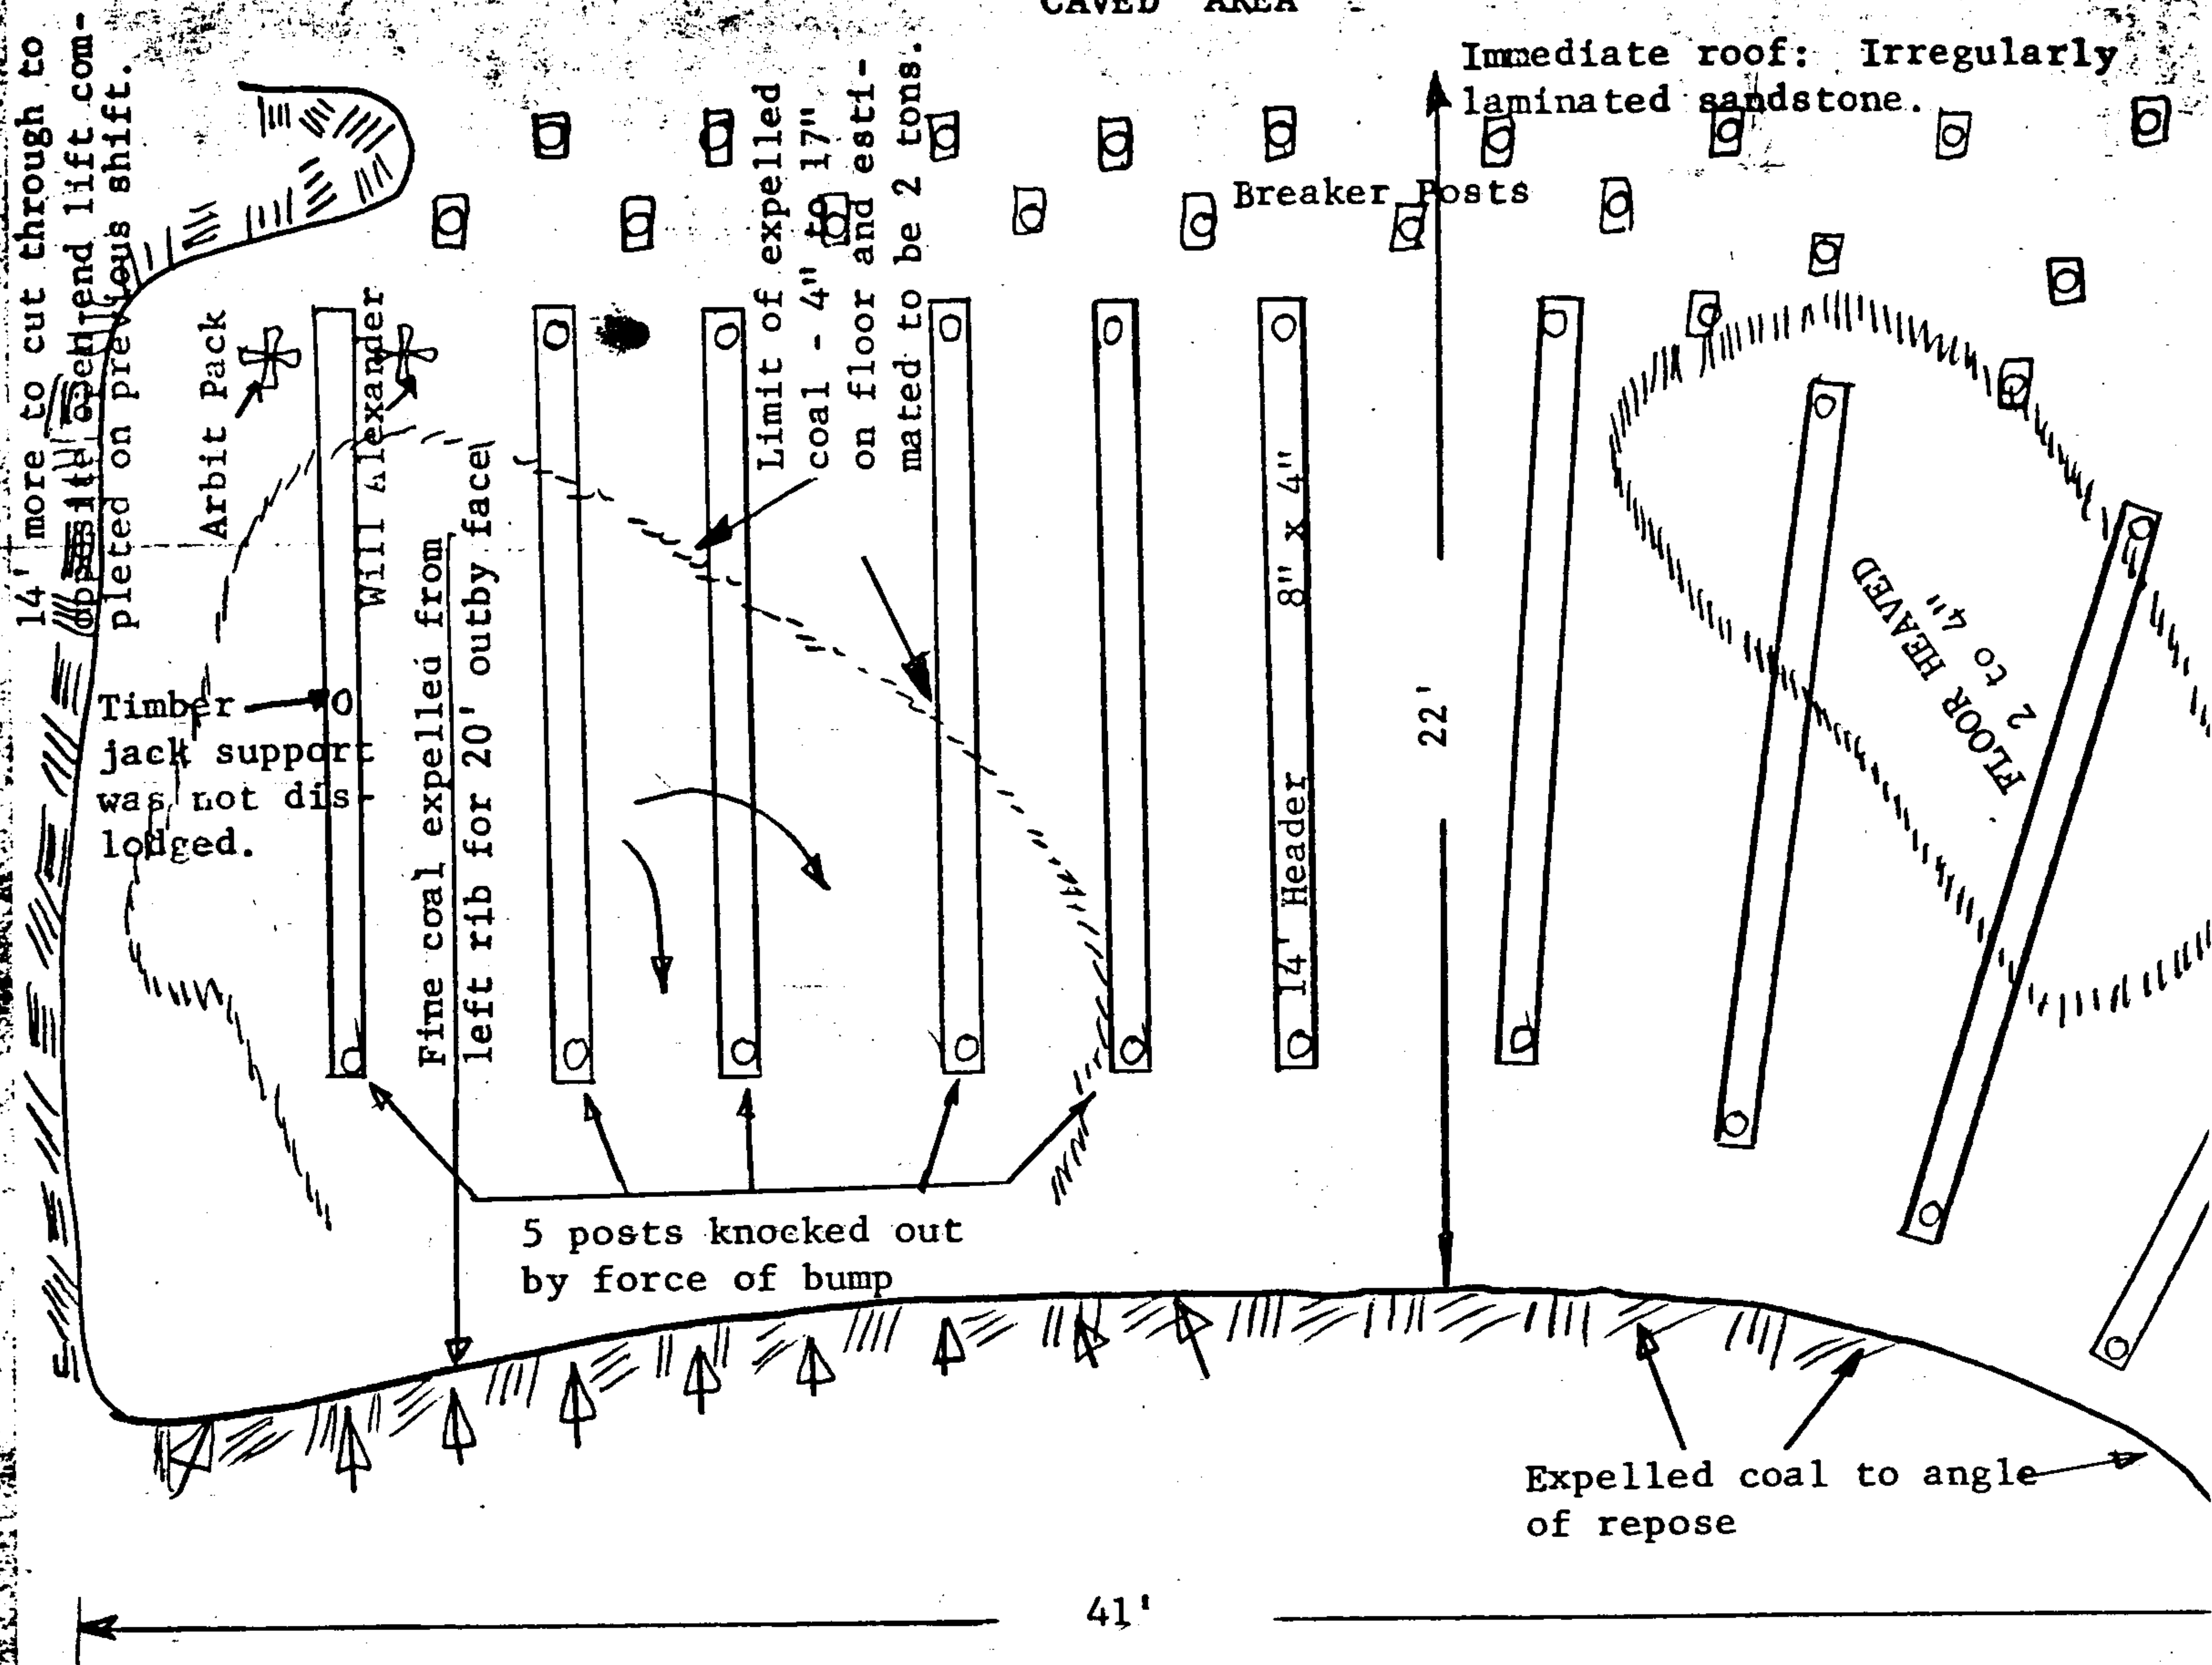 CAVED AREA
Immediate roof: Irregularly
laminated sandstone.
14' more to cut through to
opposite open end lift com-
pleted on previous shift.
Arbit Pack
Will Alexander
Limit of expelled
coal - 4" to 17"
on floor and esti-
mated to be 2 tons.
Breaker Posts
Timber
jack support
was not dis-
lodged.
Fine coal expelled from
left rib for 20' outby face
14' Header 8" x 4"
22'
FLOOR HEAVED
2 to 4"
5 posts knocked out
by force of bump
Expelled coal to angle
of repose
41'